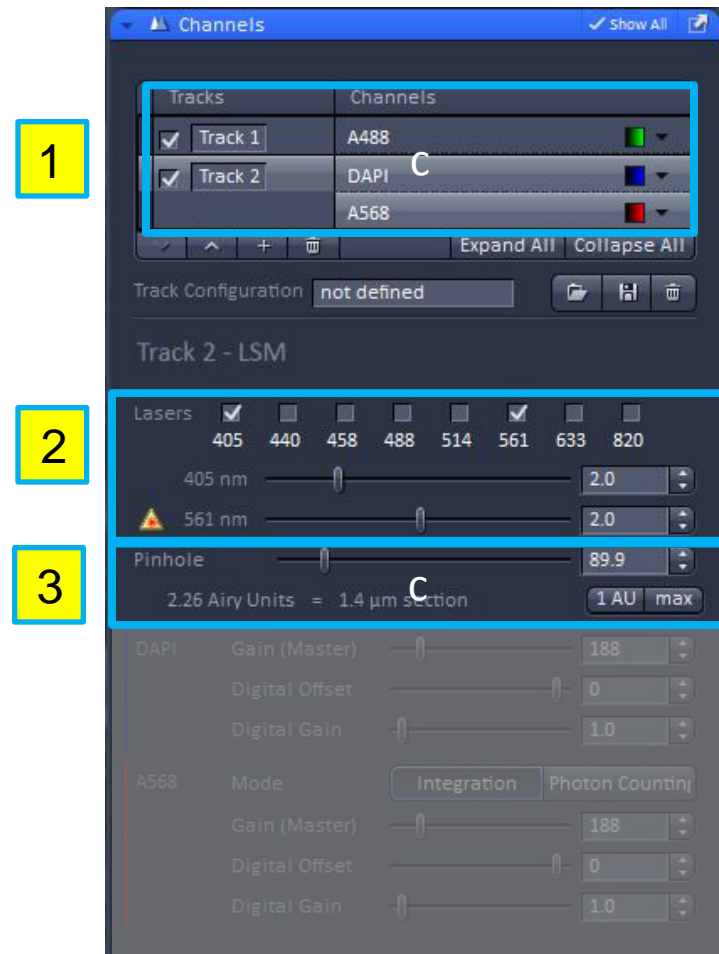 Channels Show All
Tracks Channels
1
Track 1 A488
c
Track 2 DAPI
A568
Expand All Collapse All
Track Configuration not defined
Track 2 - LSM
2
Lasers
405 440 458 488 514 561 633 820
405 nm 2.0
561 nm 2.0
3
Pinhole 89.9
c
2.26 Airy Units = 1.4 µm section 1 AU max
DAPI Gain (Master) 188
Digital Offset 0
Digital Gain 1.0
A568 Mode Integration Photon Counting
Gain (Master) 188
Digital Offset 0
Digital Gain 1.0